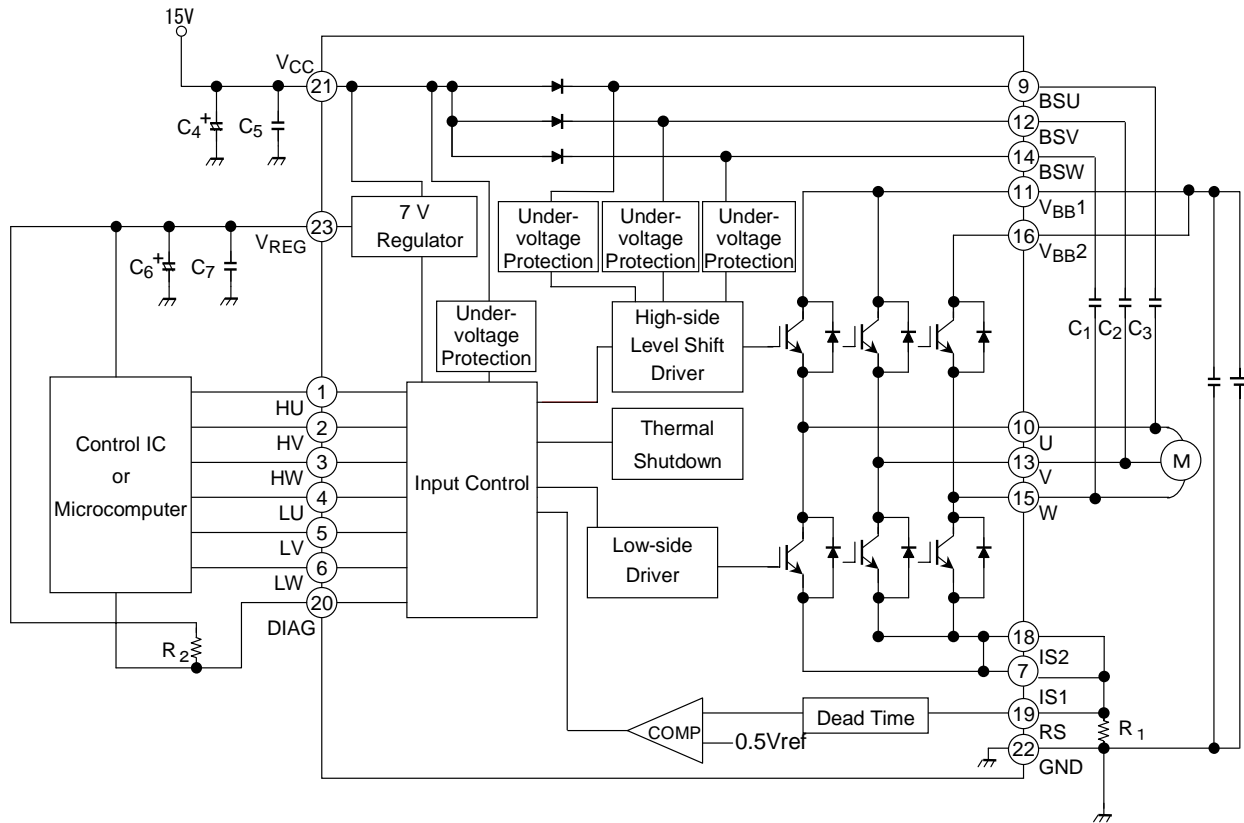 15V
VCC
21
C4
+
C5
9
BSU
12
BSV
14
BSW
11
VBB1
16
VBB2
23
VREG
7 V
Regulator
C6
+
C7
Under-
voltage
Protection
Under-
voltage
Protection
Under-
voltage
Protection
Under-
voltage
Protection
High-side
Level Shift
Driver
C1
C2
C3
Control IC
or
Microcomputer
1
HU
2
HV
3
HW
4
LU
5
LV
6
LW
20
DIAG
Input Control
Thermal
Shutdown
Low-side
Driver
10
U
13
V
15
W
M
R2
18
IS2
7
IS1
19
RS
22
GND
R1
COMP
Dead Time
0.5Vref